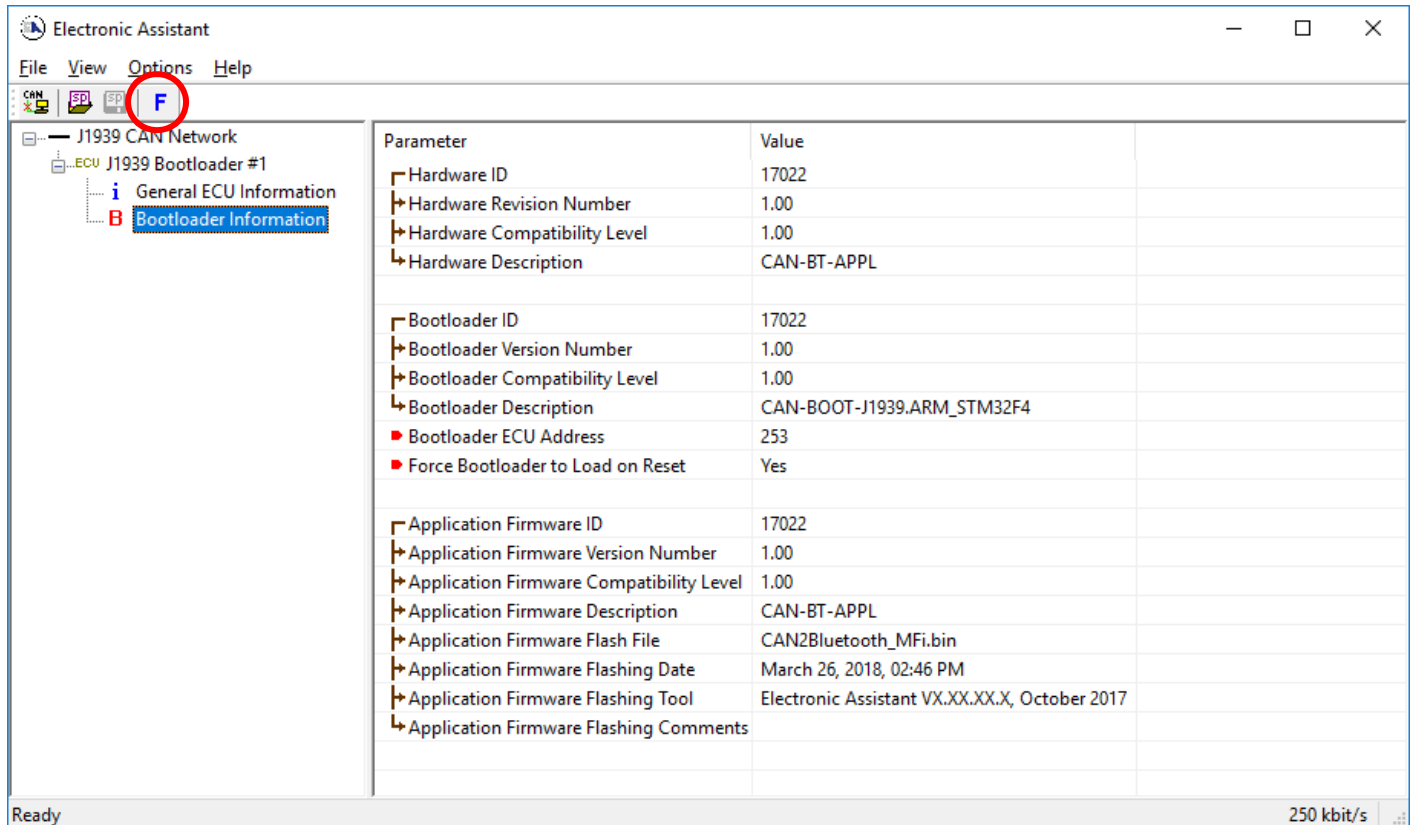 Electronic Assistant
File View Options Help
CAN SP SP F
J1939 CAN Network
ECU J1939 Bootloader #1
i General ECU Information
B Bootloader Information
Parameter Value
Hardware ID 17022
Hardware Revision Number 1.00
Hardware Compatibility Level 1.00
Hardware Description CAN-BT-APPL
Bootloader ID 17022
Bootloader Version Number 1.00
Bootloader Compatibility Level 1.00
Bootloader Description CAN-BOOT-J1939.ARM_STM32F4
Bootloader ECU Address 253
Force Bootloader to Load on Reset Yes
Application Firmware ID 17022
Application Firmware Version Number 1.00
Application Firmware Compatibility Level 1.00
Application Firmware Description CAN-BT-APPL
Application Firmware Flash File CAN2Bluetooth_MFi.bin
Application Firmware Flashing Date March 26, 2018, 02:46 PM
Application Firmware Flashing Tool Electronic Assistant VX.XX.XX.X, October 2017
Application Firmware Flashing Comments
Ready 250 kbit/s